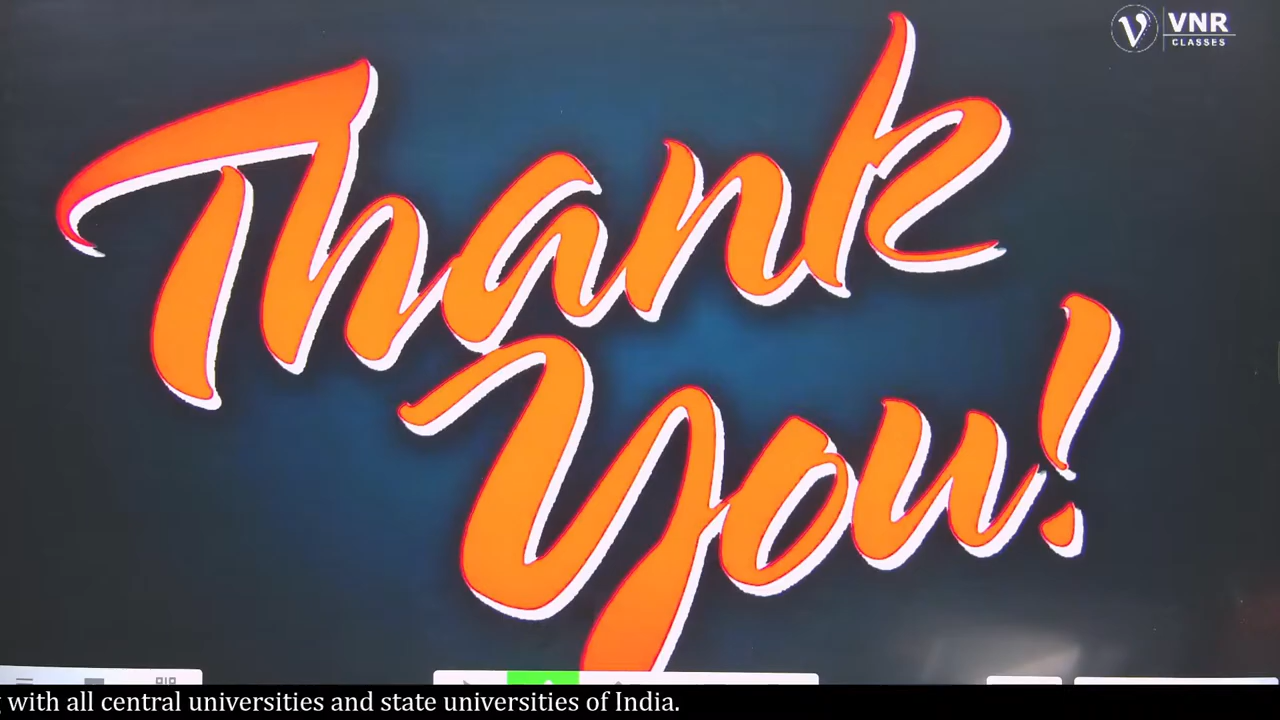 VNR
CLASSES
Thank
You!
with all central universities and state universities of India.